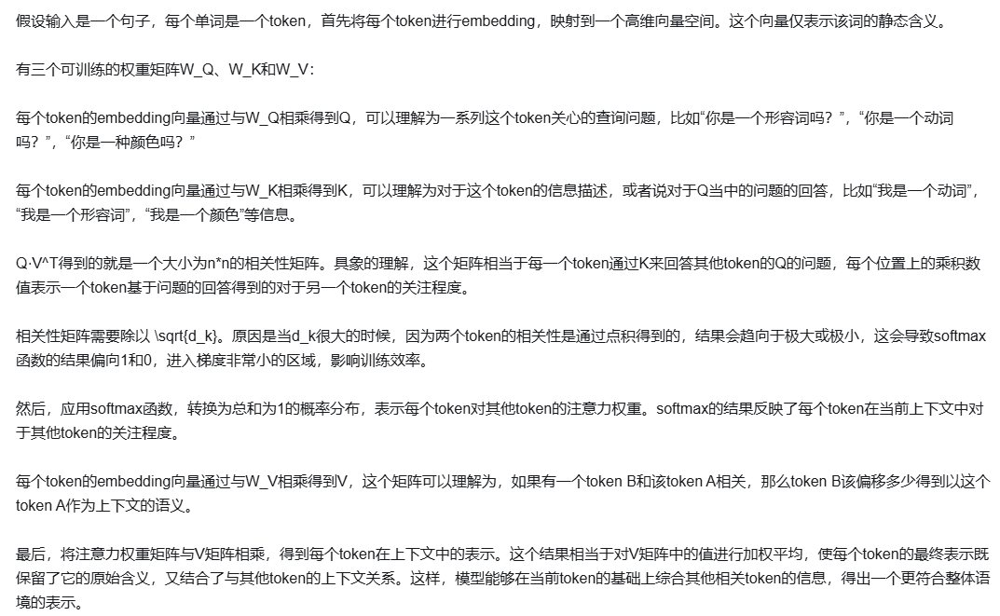 假设输入是一个句子，每个单词是一个token，首先将每个token进行embedding，映射到一个高维向量空间。这个向量仅表示该词的静态含义。
有三个可训练的权重矩阵W_Q、W_K和W_V：
每个token的embedding向量通过与W_Q相乘得到Q，可以理解为一系列这个token关心的查询问题，比如“你是一个形容词吗？”，“你是一个动词
吗？”，“你是一种颜色吗？”
每个token的embedding向量通过与W_K相乘得到K，可以理解为对于这个token的信息描述，或者说对于Q当中的问题的回答，比如“我是一个动词”，
“我是一个形容词”，“我是一个颜色”等信息。
Q·V^T得到的就是一个大小为n*n的相关性矩阵。具象的理解，这个矩阵相当于每一个token通过K来回答其他token的Q的问题，每个位置上的乘积数
值表示一个token基于问题的回答得到的对于另一个token的关注程度。
相关性矩阵需要除以 \sqrt{d_k}。原因是当d_k很大的时候，因为两个token的相关性是通过点积得到的，结果会趋向于极大或极小，这会导致softmax
函数的结果偏向1和0，进入梯度非常小的区域，影响训练效率。
然后，应用softmax函数，转换为总和为1的概率分布，表示每个token对其他token的注意力权重。softmax的结果反映了每个token在当前上下文中对
于其他token的关注程度。
每个token的embedding向量通过与W_V相乘得到V，这个矩阵可以理解为，如果有一个token B和该token A相关，那么token B该偏移多少得到以这个
token A作为上下文的语义。
最后，将注意力权重矩阵与V矩阵相乘，得到每个token在上下文中的表示。这个结果相当于对V矩阵中的值进行加权平均，使每个token的最终表示既
保留了它的原始含义，又结合了与其他token的上下文关系。这样，模型能够在当前token的基础上综合其他相关token的信息，得出一个更符合整体语
境的表示。